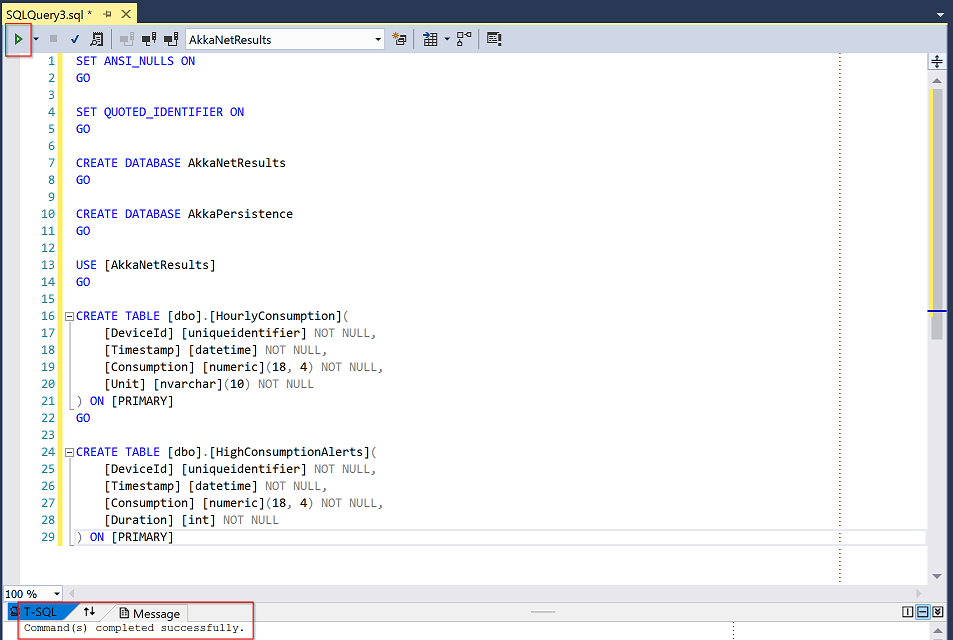 SQLQuery3.sql *
AkkaNetResults
1 SET ANSI_NULLS ON
2 GO
3
4 SET QUOTED_IDENTIFIER ON
5 GO
6
7 CREATE DATABASE AkkaNetResults
8 GO
9
10 CREATE DATABASE AkkaPersistence
11 GO
12
13 USE [AkkaNetResults]
14 GO
15
16 CREATE TABLE [dbo].[HourlyConsumption](
17 [DeviceId] [uniqueidentifier] NOT NULL,
18 [Timestamp] [datetime] NOT NULL,
19 [Consumption] [numeric](18, 4) NOT NULL,
20 [Unit] [nvarchar](10) NOT NULL
21 ) ON [PRIMARY]
22 GO
23
24 CREATE TABLE [dbo].[HighConsumptionAlerts](
25 [DeviceId] [uniqueidentifier] NOT NULL,
26 [Timestamp] [datetime] NOT NULL,
27 [Consumption] [numeric](18, 4) NOT NULL,
28 [Duration] [int] NOT NULL
29 ) ON [PRIMARY]
100 %
T-SQL Message
Command(s) completed successfully.